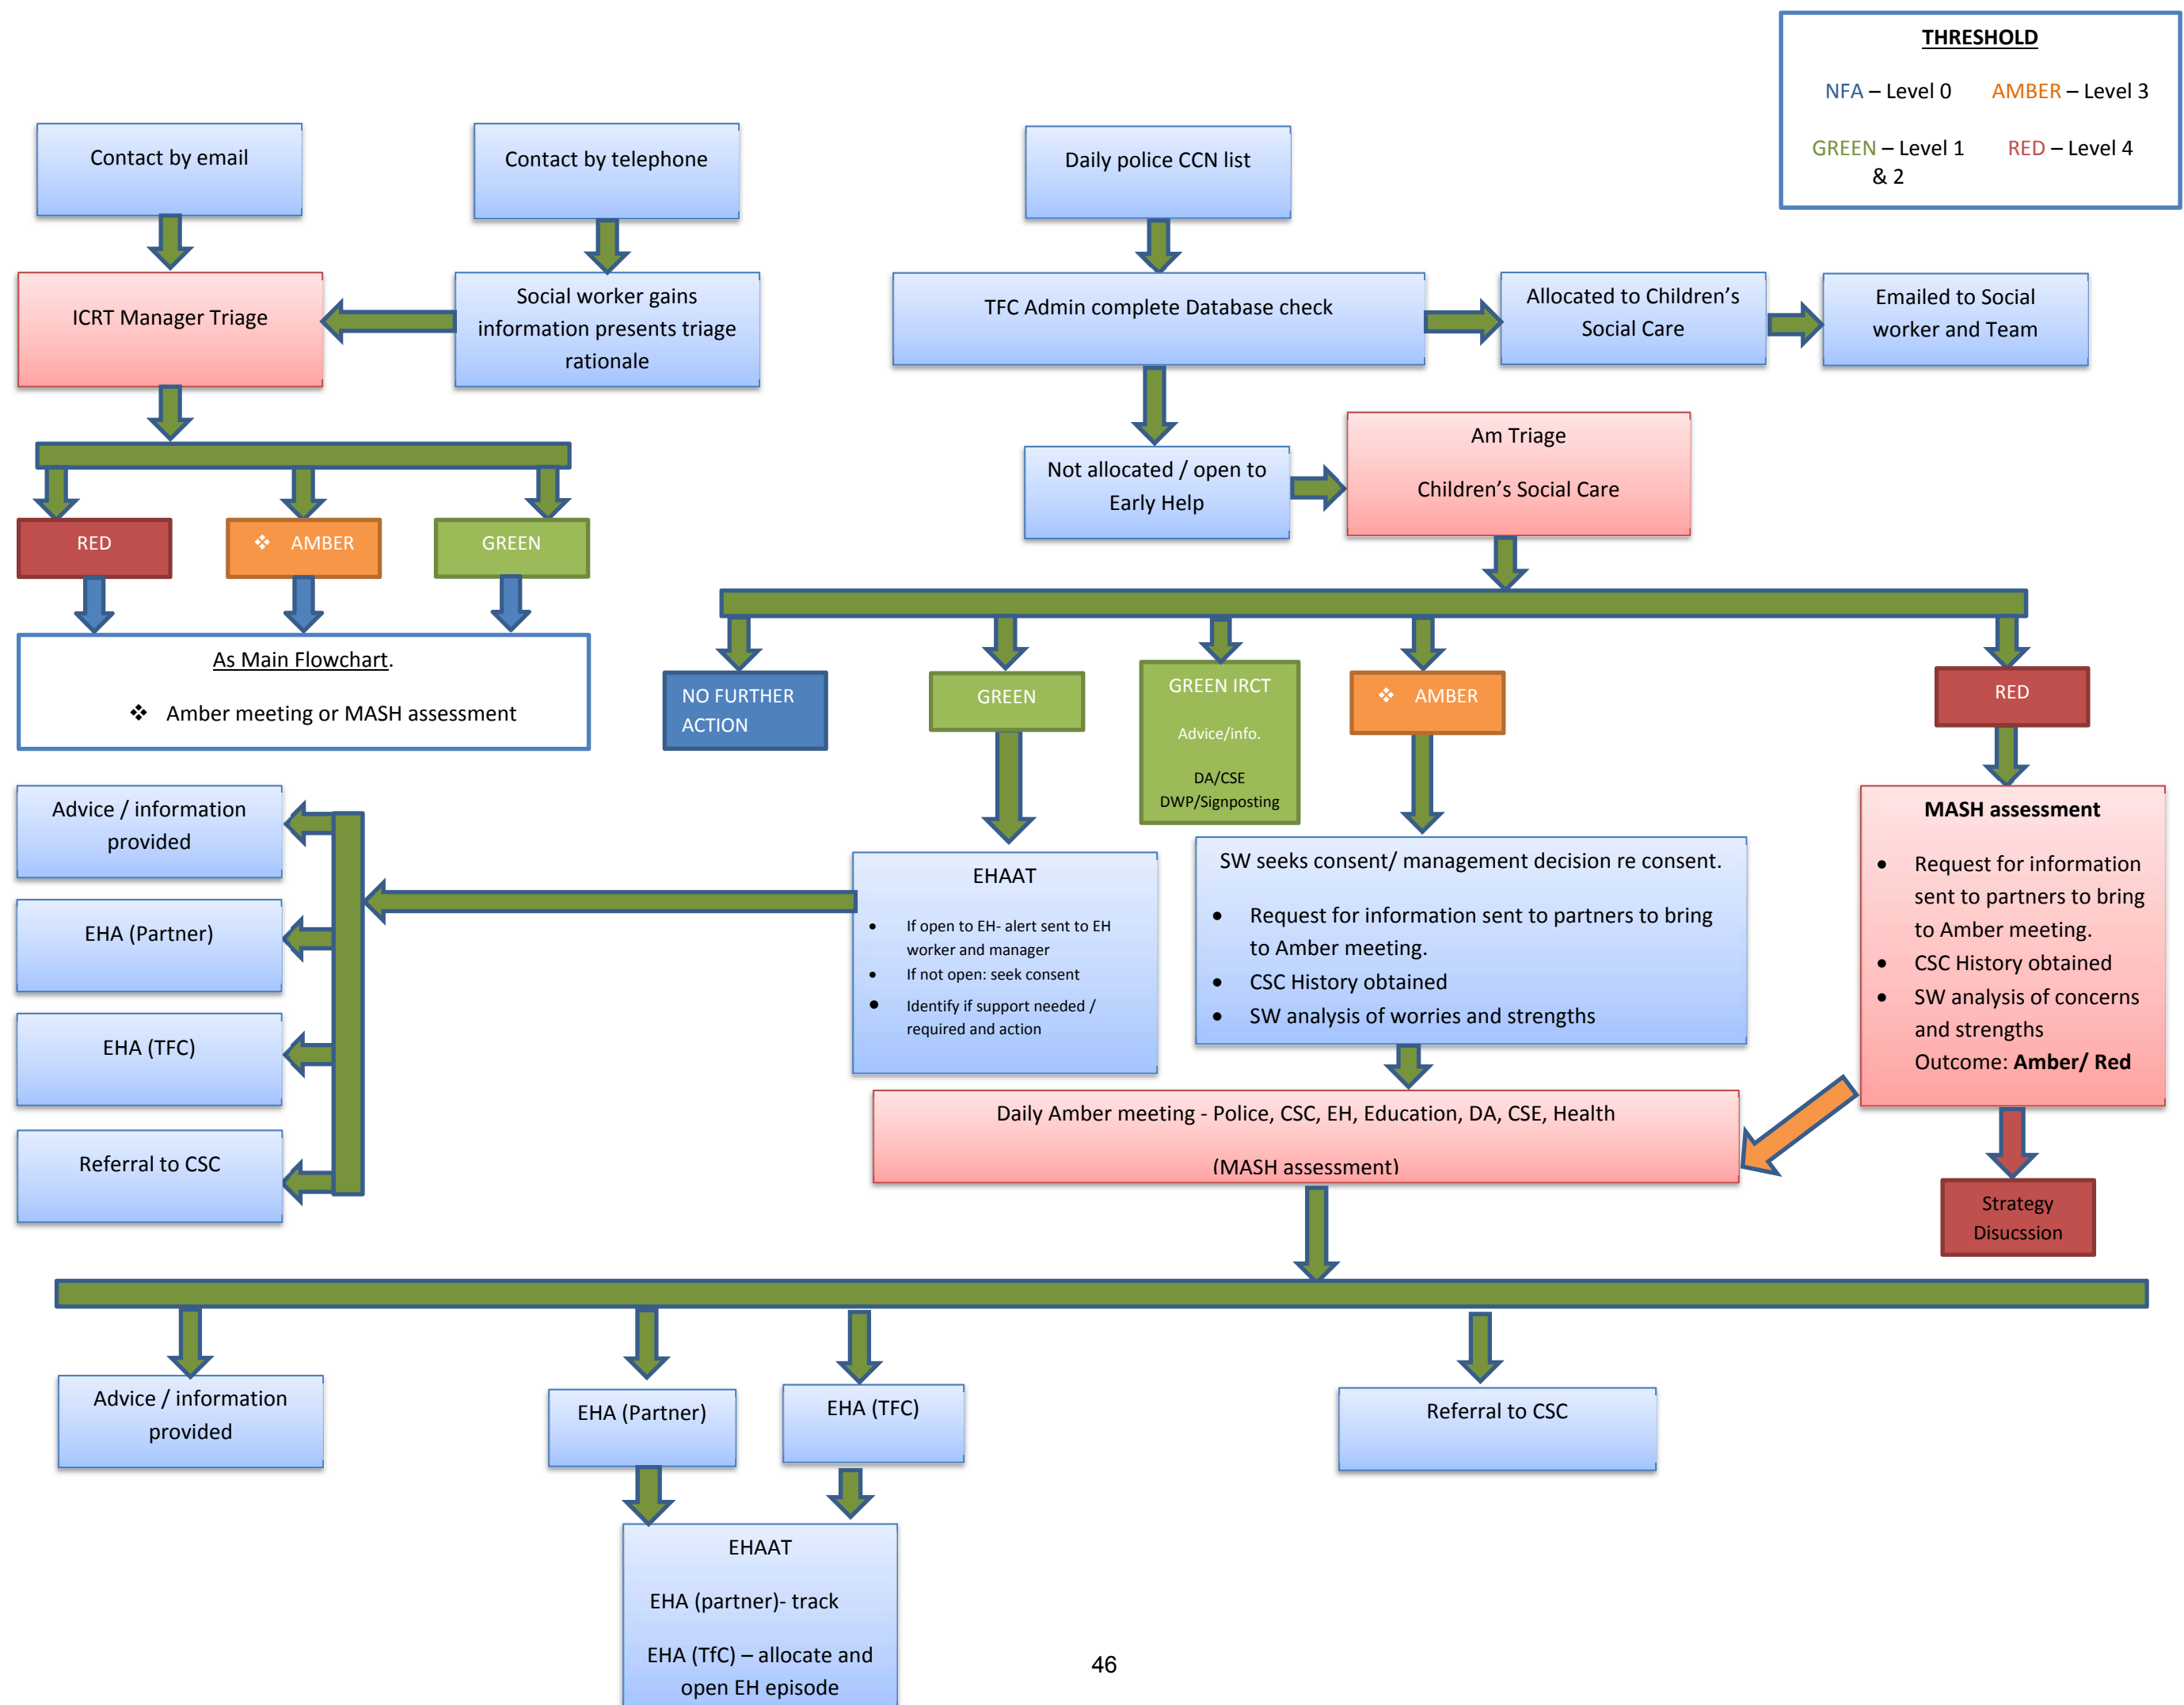 THRESHOLD
NFA – Level 0
AMBER – Level 3
GREEN – Level 1
& 2
RED – Level 4
Contact by email
Contact by telephone
Daily police CCN list
ICRT Manager Triage
Social worker gains
information presents triage
rationale
TFC Admin complete Database check
Allocated to Children's
Social Care
Emailed to Social
worker and Team
Not allocated / open to
Early Help
Am Triage
Children's Social Care
RED
❖ AMBER
GREEN
As Main Flowchart.
❖ Amber meeting or MASH assessment
NO FURTHER
ACTION
GREEN
GREEN IRCT
Advice/info.
DA/CSE
DWP/Signposting
❖ AMBER
RED
Advice / information
provided
EHA (Partner)
EHA (TFC)
Referral to CSC
EHAAT
• If open to EH- alert sent to EH
worker and manager
• If not open: seek consent
• Identify if support needed /
required and action
SW seeks consent/ management decision re consent.
• Request for information sent to partners to bring
to Amber meeting.
• CSC History obtained
• SW analysis of worries and strengths
MASH assessment
• Request for information
sent to partners to bring
to Amber meeting.
• CSC History obtained
• SW analysis of concerns
and strengths
Outcome: Amber/ Red
Daily Amber meeting - Police, CSC, EH, Education, DA, CSE, Health
(MASH assessment)
Strategy
Disucssion
Advice / information
provided
EHA (Partner)
EHA (TFC)
Referral to CSC
EHAAT
EHA (partner)- track
EHA (TfC) – allocate and
open EH episode
46